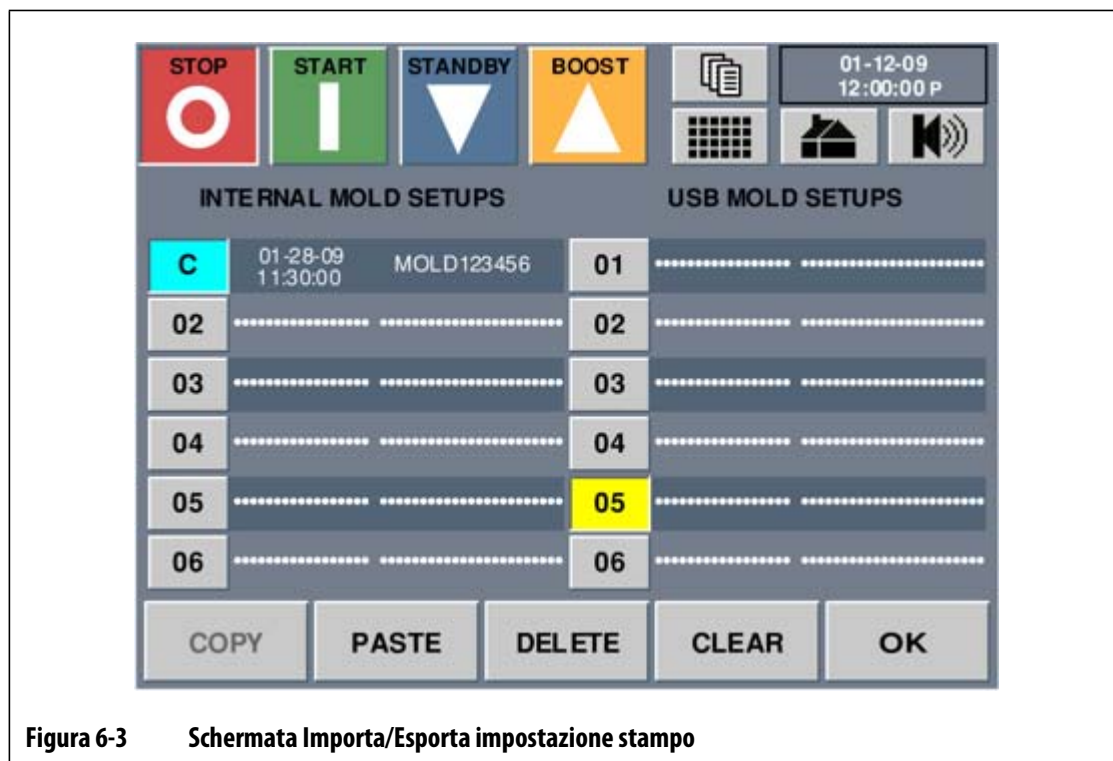 STOP START STANDBY BOOST
01-12-09
12:00:00 P
INTERNAL MOLD SETUPS USB MOLD SETUPS
C 01-28-09 11:30:00 MOLD123456 01
02 02
03 03
04 04
05 05
06 06
COPY PASTE DELETE CLEAR OK
Figura 6-3 Schermata Importa/Esporta impostazione stampo